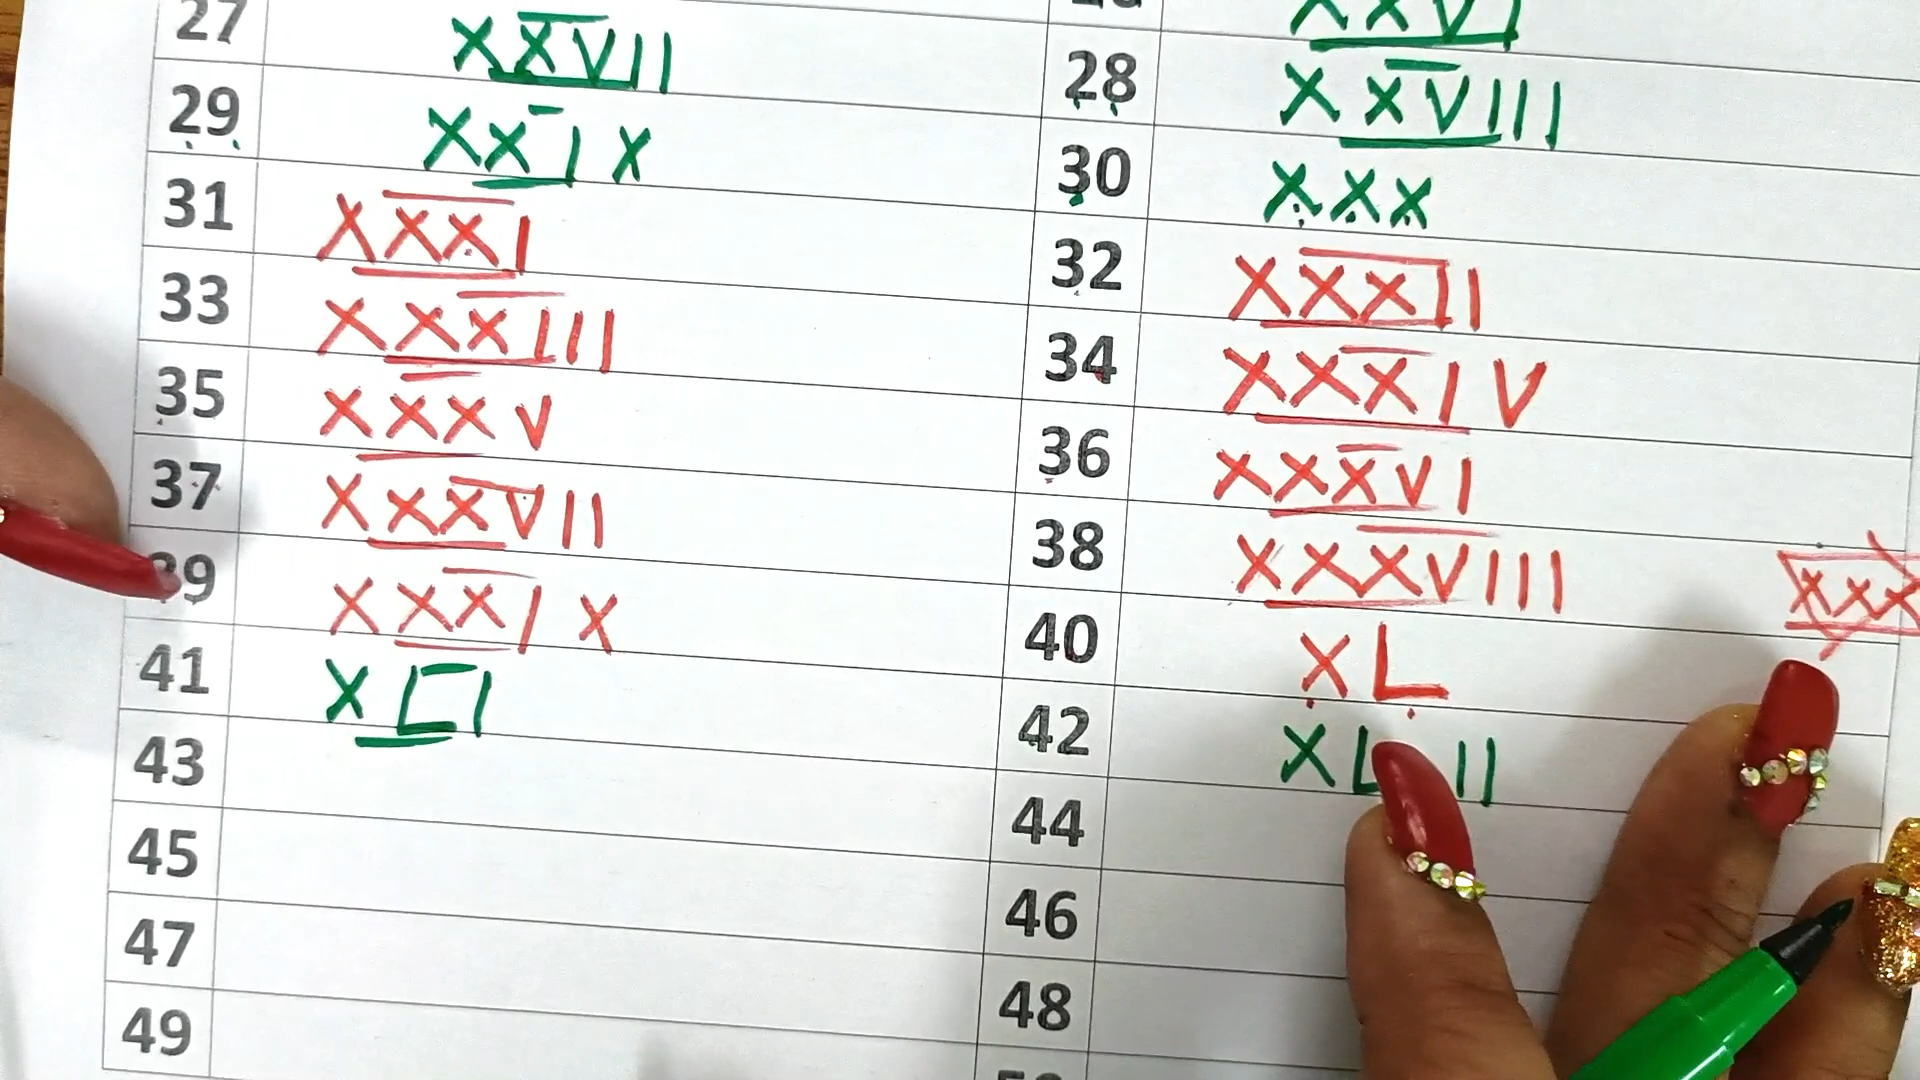 27 XXVII XXVI
29 XXIX 28 XXVIII
31 XXXI 30 XXX
33 XXXIII 32 XXXII
35 XXXV 34 XXXIV
37 XXXVII 36 XXXVI
39 XXXIX 38 XXXVIII
41 XLI 40 XL XXX
43 42 XLII
45 44
47 46
49 48